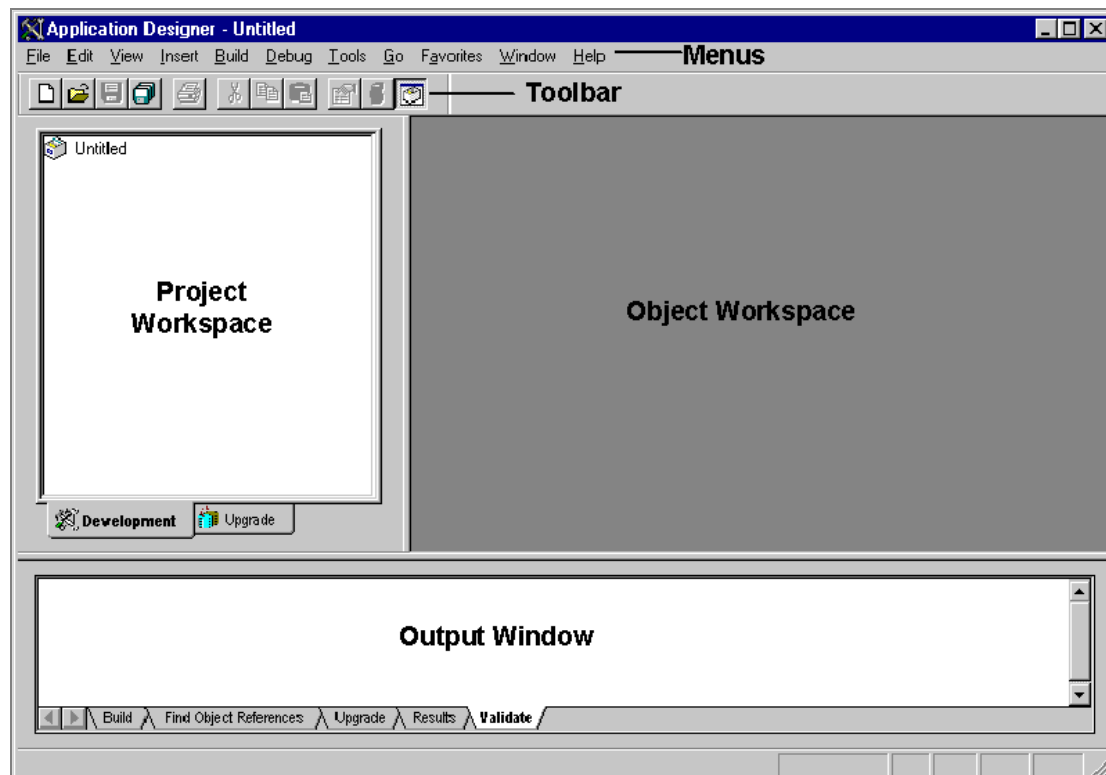 Application Designer - Untitled
File Edit View Insert Build Debug Tools Go Favorites Window Help Menus
Toolbar
Untitled
Project
Workspace
Object Workspace
Development Upgrade
Output Window
Build Find Object References Upgrade Results Validate